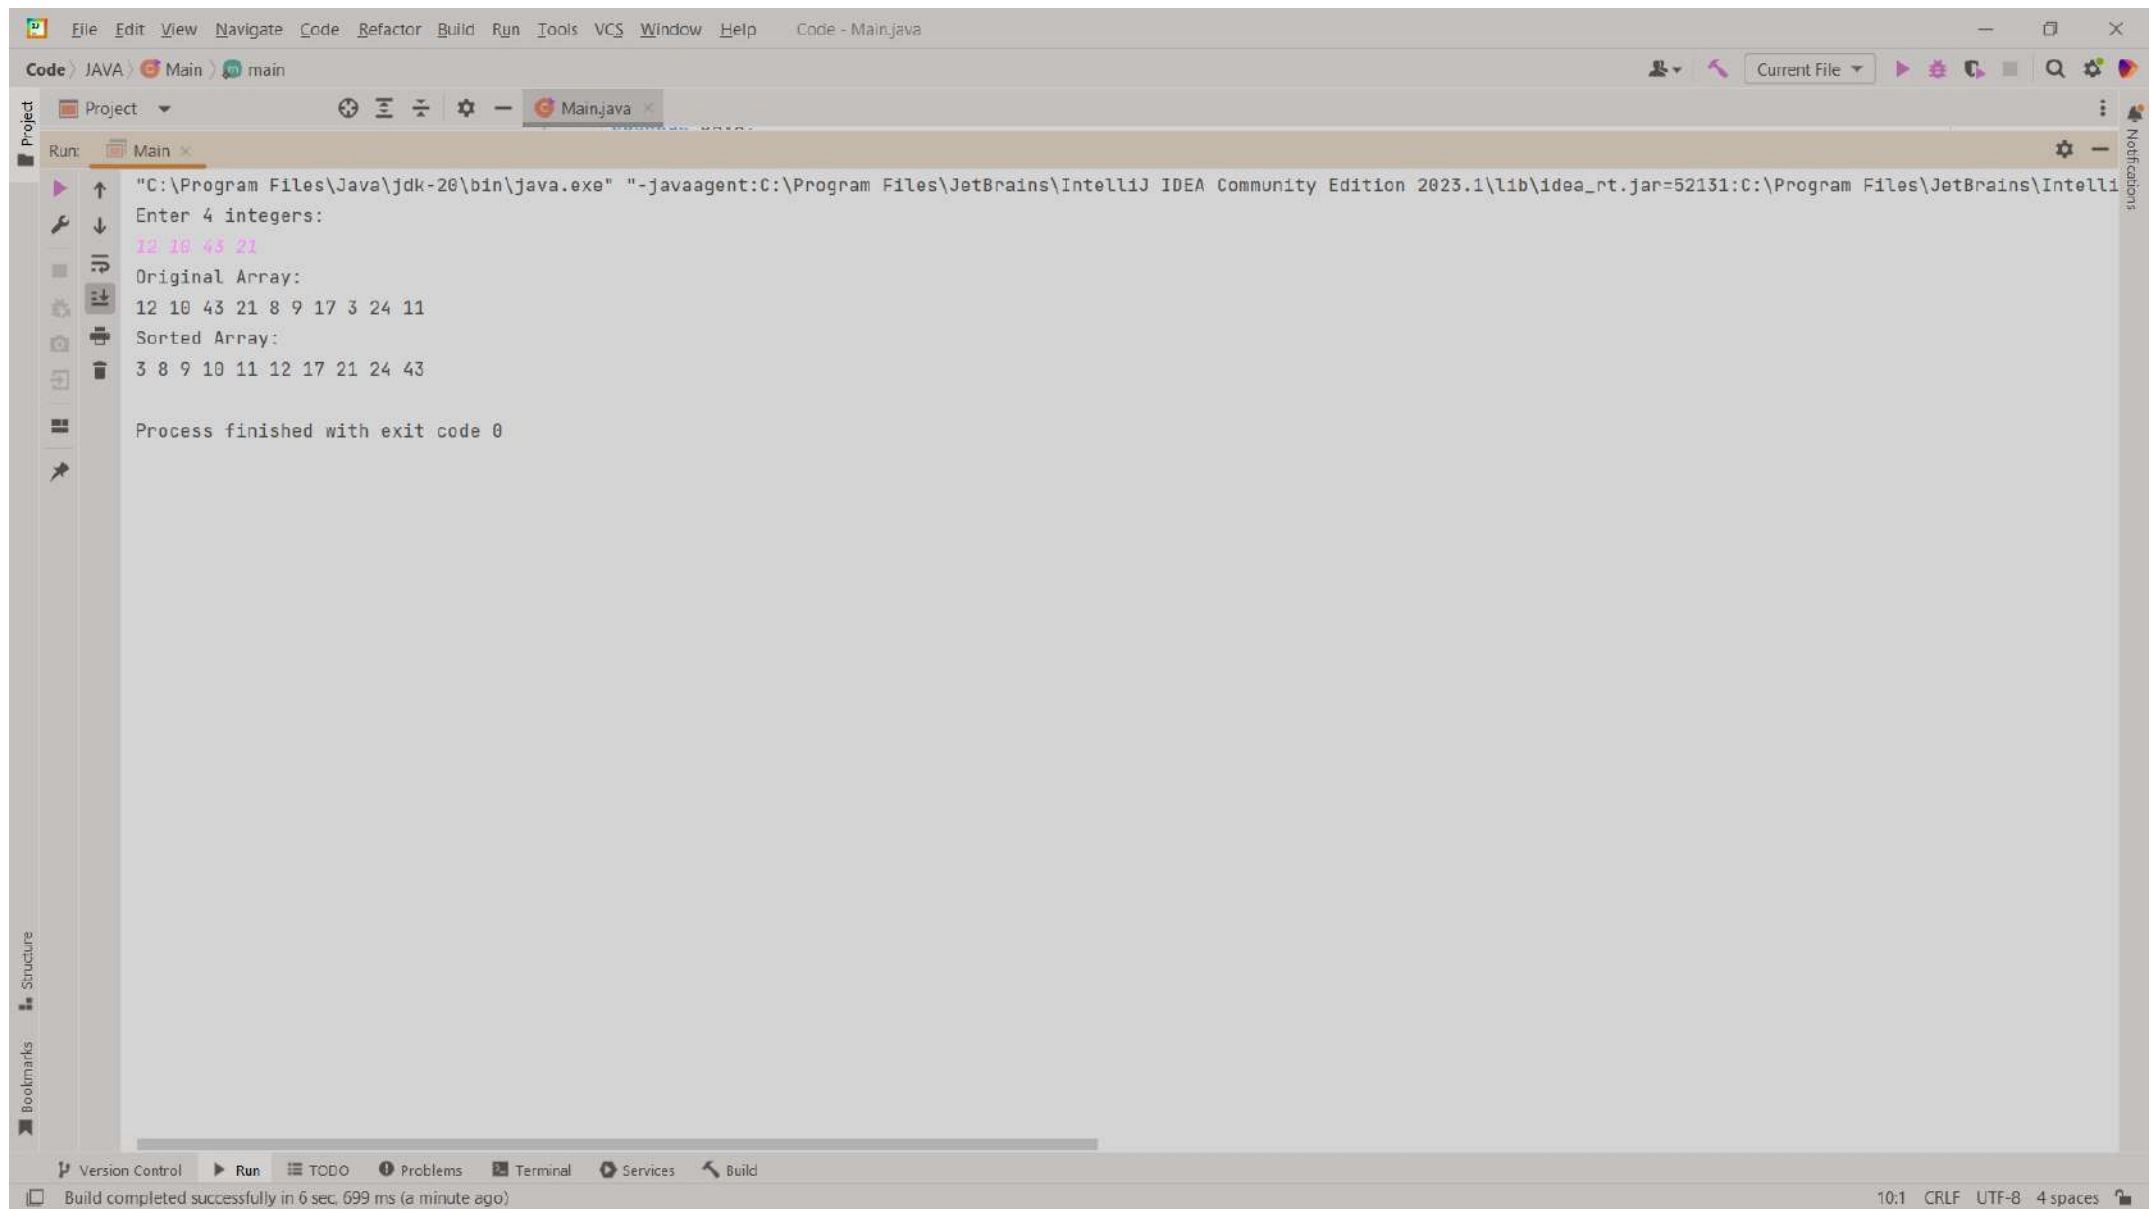 File Edit View Navigate Code Refactor Build Run Tools VCS Window Help Code - Main.java
Code JAVA Main main
Current File
Project
Main.java
Run: Main
"C:\Program Files\Java\jdk-20\bin\java.exe" "-javaagent:C:\Program Files\JetBrains\IntelliJ IDEA Community Edition 2023.1\lib\idea_rt.jar=52131:C:\Program Files\JetBrains\Intelli
Enter 4 integers:
12 10 43 21
Original Array:
12 10 43 21 8 9 17 3 24 11
Sorted Array:
3 8 9 10 11 12 17 21 24 43
Process finished with exit code 0
Project
Structure
Bookmarks
Notifications
Version Control Run TODO Problems Terminal Services Build
Build completed successfully in 6 sec, 699 ms (a minute ago)
10:1 CRLF UTF-8 4 spaces